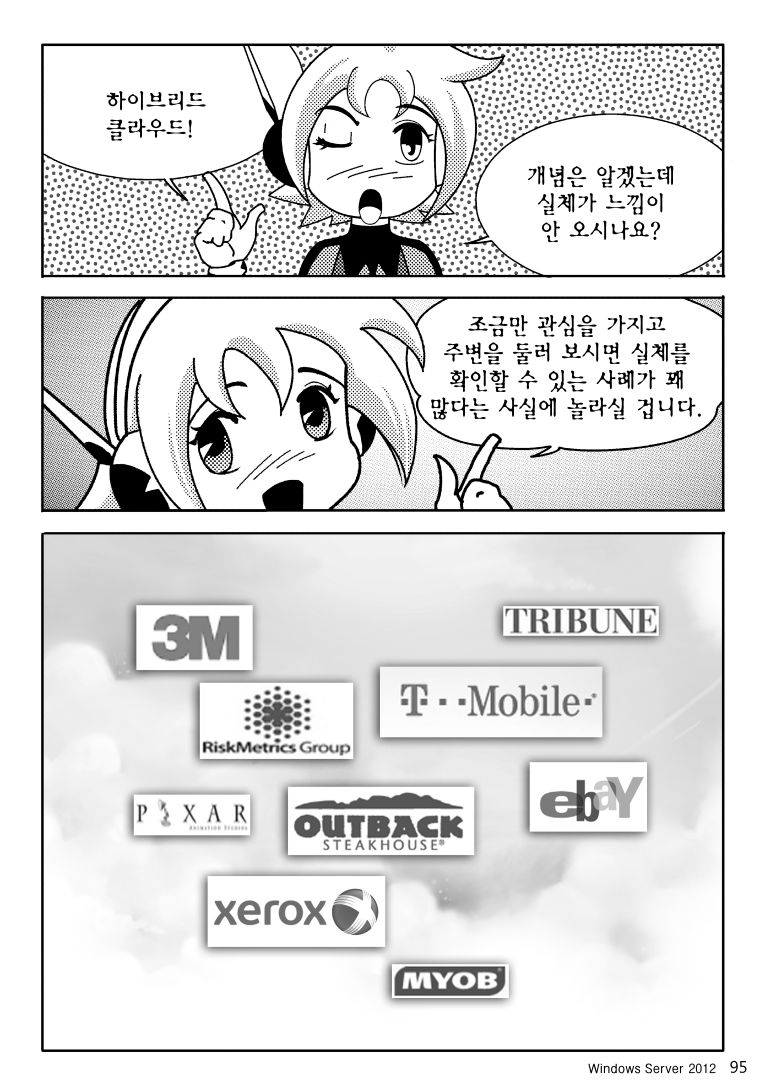 하이브리드
클라우드!
개념은 알겠는데
실체가 느낌이
안 오시나요?
조금만 관심을 가지고
주변을 둘러 보시면 실체를
확인할 수 있는 사례가 꽤
많다는 사실에 놀라실 겁니다.
3M
TRIBUNE
T··Mobile·®
RiskMetrics Group
PIXAR
ANIMATION STUDIOS
OUTBACK
STEAKHOUSE®
ebaY
xerox
MYOB
Windows Server 2012 95